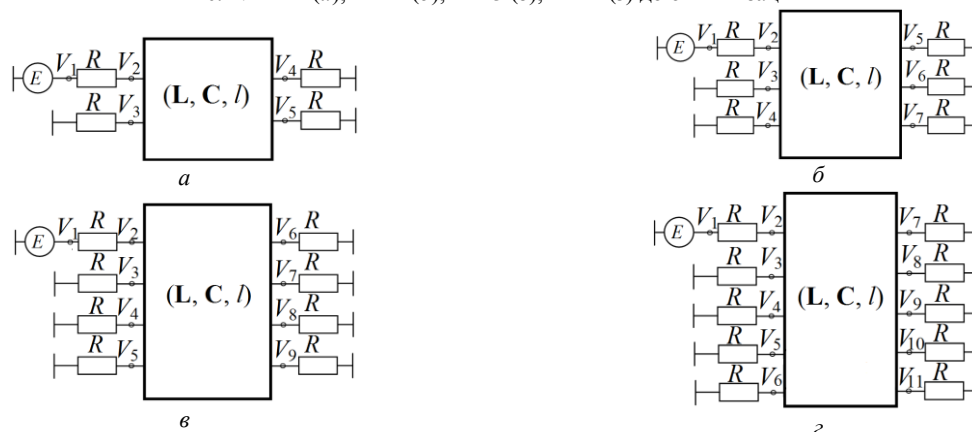 V1 R V2 V4 R
E
(L, C, l)
R V3 V5 R
а
V1 R V2 V5 R
E
R V3 V6 R
(L, C, l)
R V4 V7 R
б
V1 R V2 V6 R
E
R V3 V7 R
(L, C, l)
R V4 V8 R
R V5 V9 R
в
V1 R V2 V7 R
E
R V3 V8 R
(L, C, l)
R V4 V9 R
R V5 V10 R
R V6 V11 R
г